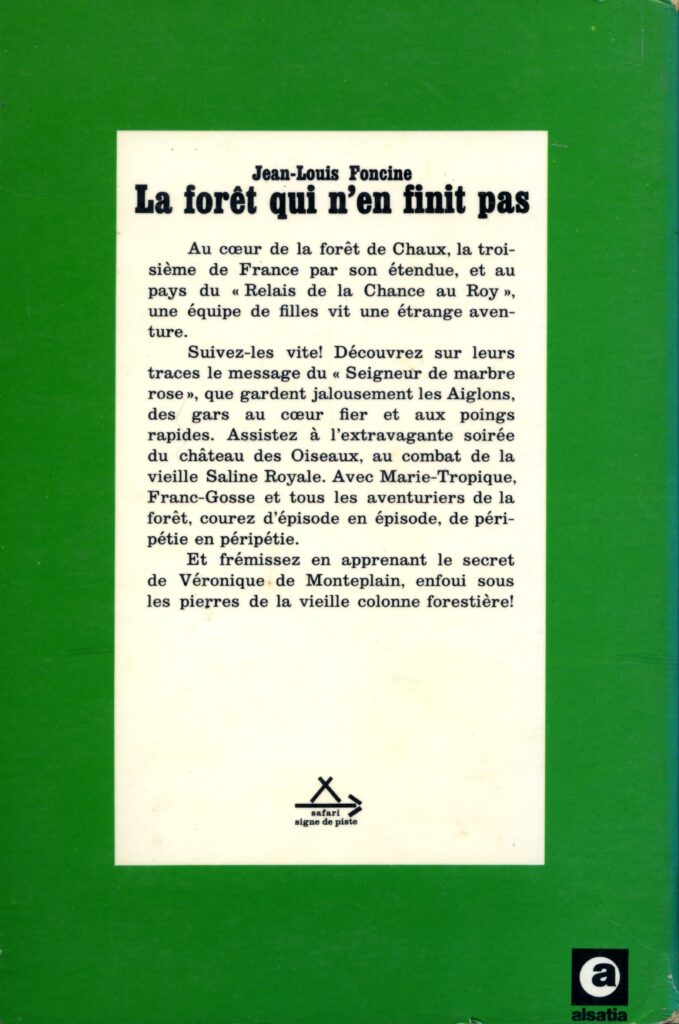 Jean-Louis Foncine
La forêt qui n'en finit pas
Au cœur de la forêt de Chaux, la troi-
sième de France par son étendue, et au
pays du « Relais de la Chance au Roy »,
une équipe de filles vit une étrange aven-
ture.
Suivez-les vite! Découvrez sur leurs
traces le message du « Seigneur de marbre
rose », que gardent jalousement les Aiglons,
des gars au cœur fier et aux poings
rapides. Assistez à l'extravagante soirée
du château des Oiseaux, au combat de la
vieille Saline Royale. Avec Marie-Tropique,
Franc-Gosse et tous les aventuriers de la
forêt, courez d'épisode en épisode, de péri-
pétie en péripétie.
Et frémissez en apprenant le secret
de Véronique de Monteplain, enfoui sous
les pierres de la vieille colonne forestière!
safari
signe de piste
a
alsatia